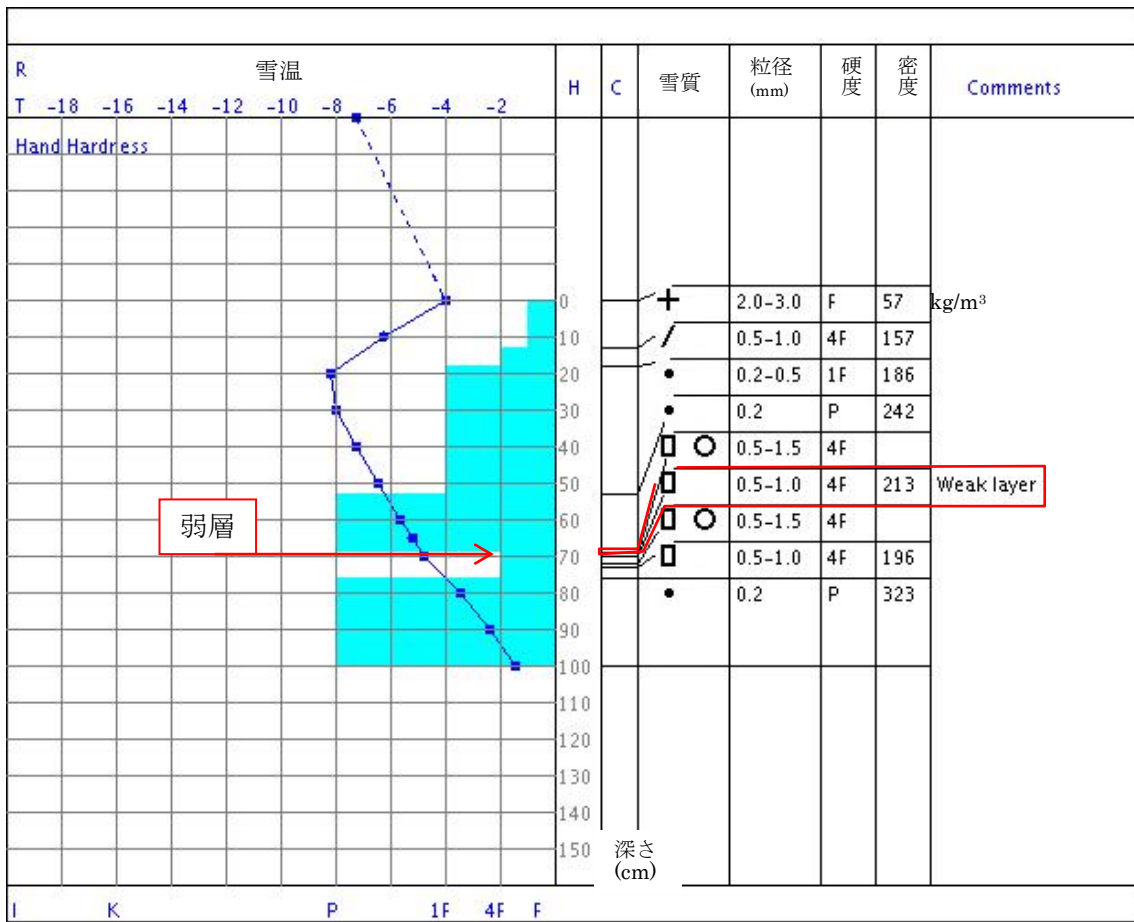 R 雪温
T -18 -16 -14 -12 -10 -8 -6 -4 -2
H C 雪質 粒径 (mm) 硬度 密度 Comments
Hand Hardness
0 2.0-3.0 F 57 kg/m³
10 0.5-1.0 4F 157
20 0.2-0.5 1F 186
30 0.2 P 242
40 0.5-1.5 4F
50 0.5-1.0 4F 213 Weak layer
弱層
60 0.5-1.5 4F
70 0.5-1.0 4F 196
80 0.2 P 323
90
100
110
120
130
140
150
深さ
(cm)
I K P 1F 4F F